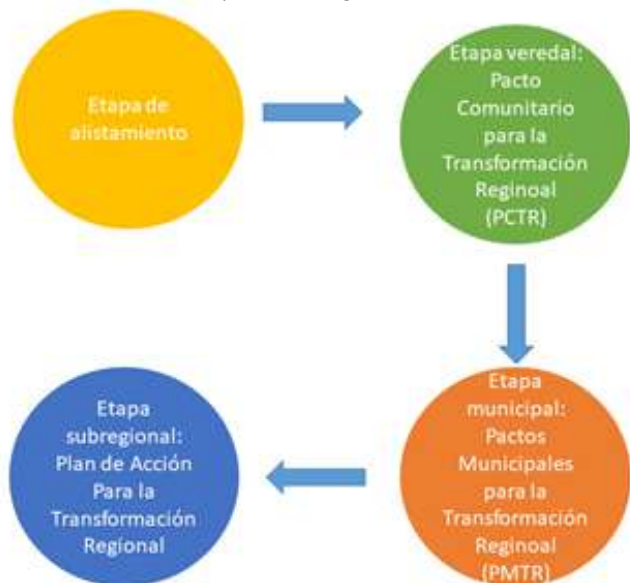 Etapa de
alistamiento
Etapa veredal:
Pacto
Comunitario
para la
Transformación
Reginoal
(PCTR)
Etapa
municipal:
Pactos
Municipales
para la
Transformación
Reginoal
(PMTR)
Etapa
subregional:
Plan de Acción
Para la
Transformación
Regional